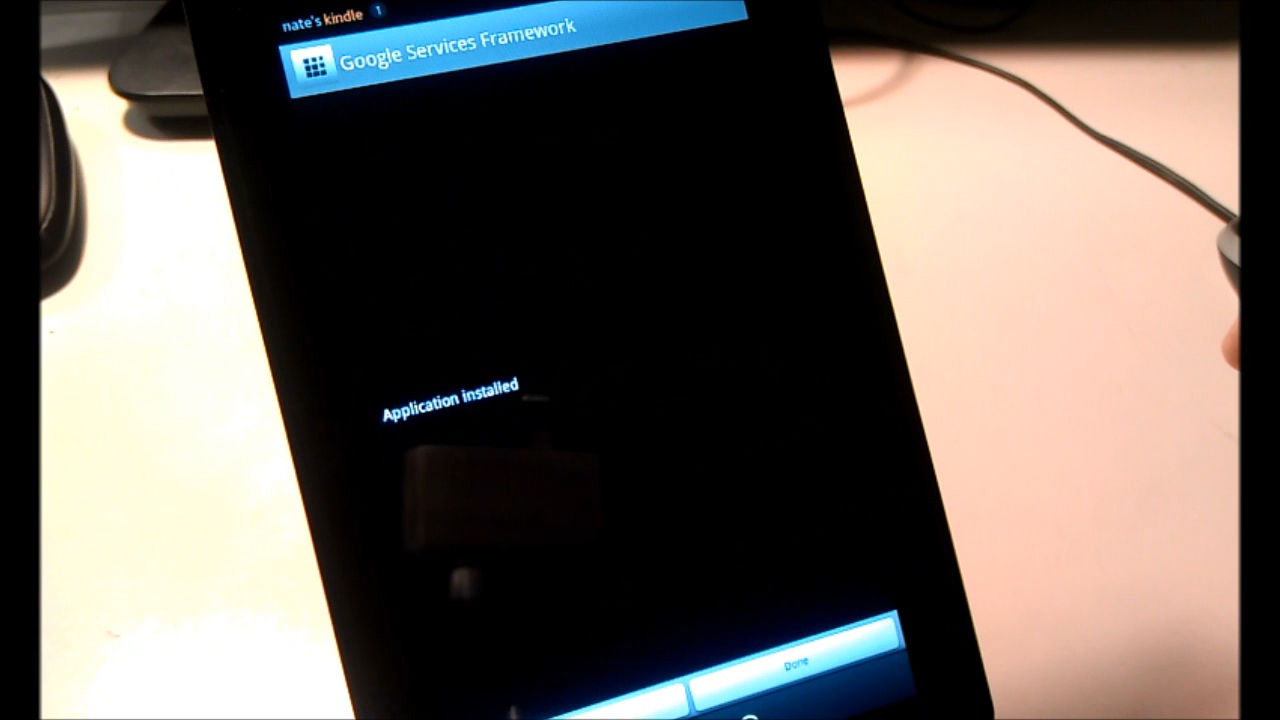 nate's kindle 1
Google Services Framework
Application installed
Done